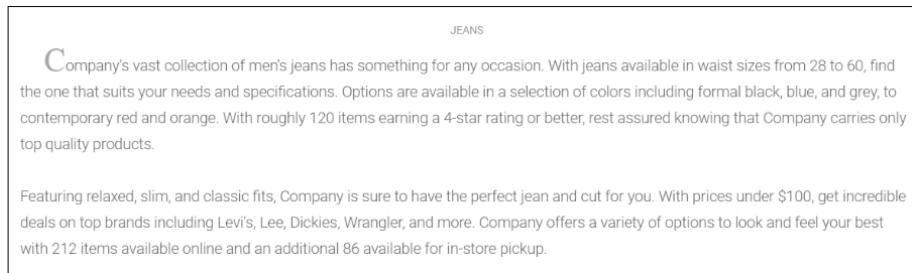 JEANS
Company's vast collection of men's jeans has something for any occasion. With jeans available in waist sizes from 28 to 60, find
the one that suits your needs and specifications. Options are available in a selection of colors including formal black, blue, and grey, to
contemporary red and orange. With roughly 120 items earning a 4-star rating or better, rest assured knowing that Company carries only
top quality products.
Featuring relaxed, slim, and classic fits, Company is sure to have the perfect jean and cut for you. With prices under $100, get incredible
deals on top brands including Levi's, Lee, Dickies, Wrangler, and more. Company offers a variety of options to look and feel your best
with 212 items available online and an additional 86 available for in-store pickup.